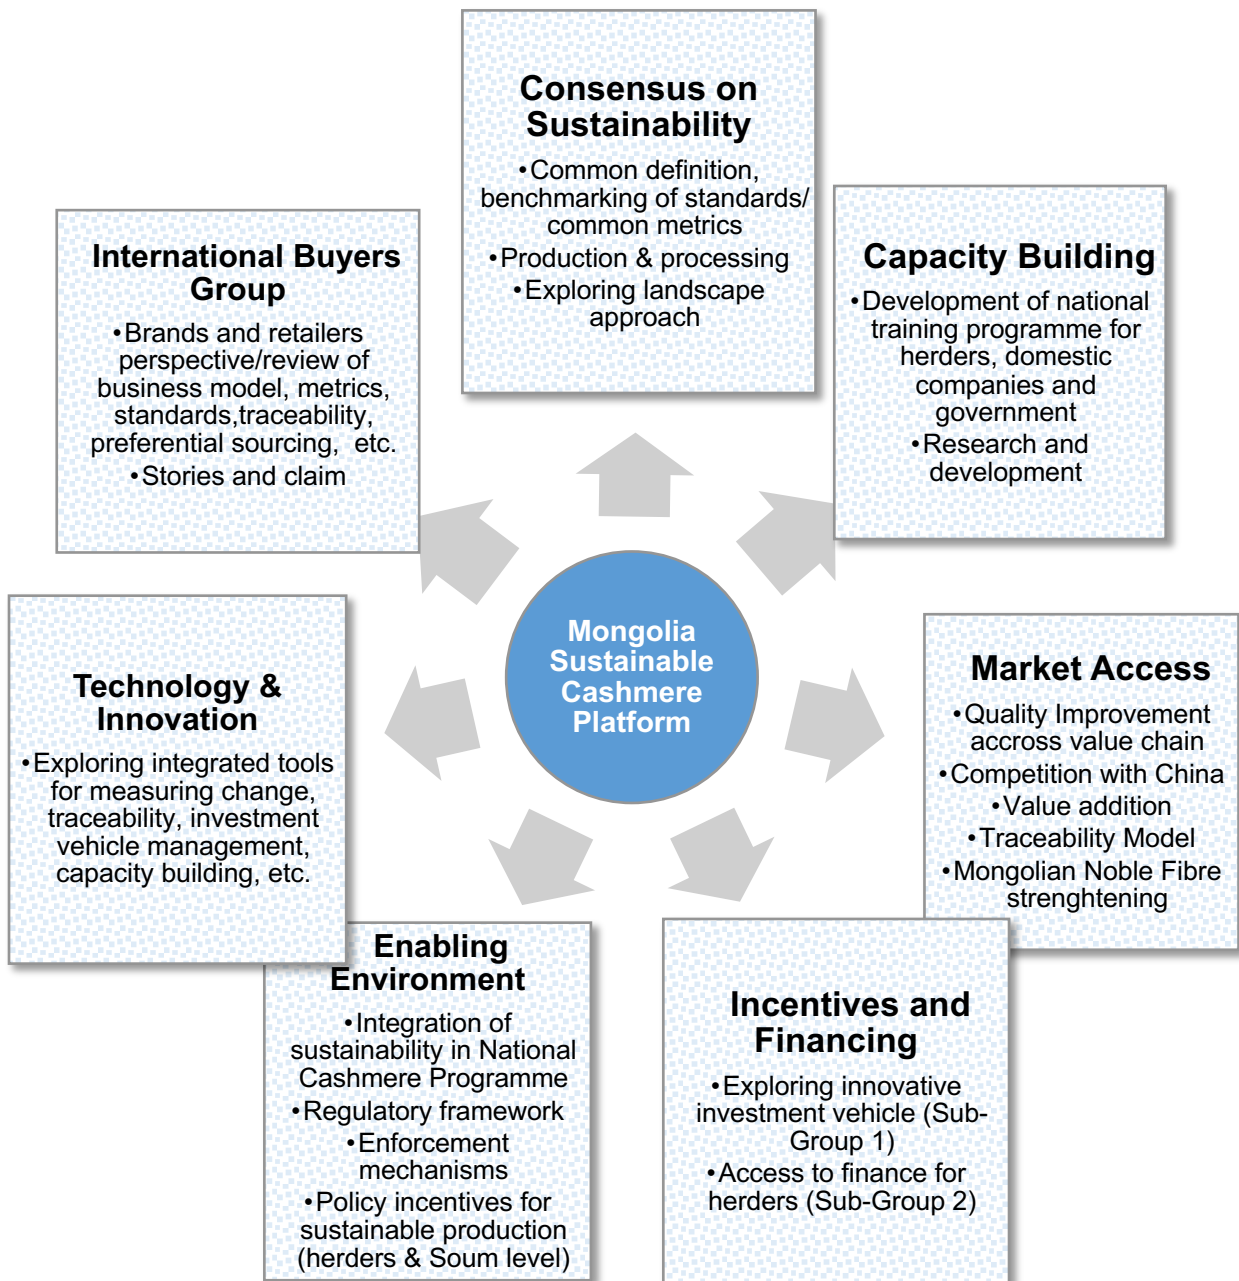 Consensus on
Sustainability
•Common definition,
benchmarking of standards/
common metrics
•Production & processing
•Exploring landscape
approach
Capacity Building
•Development of national
training programme for
herders, domestic
companies and
government
•Research and
development
Market Access
•Quality Improvement
accross value chain
•Competition with China
•Value addition
•Traceability Model
•Mongolian Noble Fibre
strenghtening
Incentives and
Financing
•Exploring innovative
investment vehicle (Sub-
Group 1)
•Access to finance for
herders (Sub-Group 2)
Enabling
Environment
•Integration of
sustainability in National
Cashmere Programme
•Regulatory framework
•Enforcement
mechanisms
•Policy incentives for
sustainable production
(herders & Soum level)
Technology &
Innovation
•Exploring integrated tools
for measuring change,
traceability, investment
vehicle management,
capacity building, etc.
International Buyers
Group
•Brands and retailers
perspective/review of
business model, metrics,
standards,traceability,
preferential sourcing, etc.
•Stories and claim
Mongolia
Sustainable
Cashmere
Platform